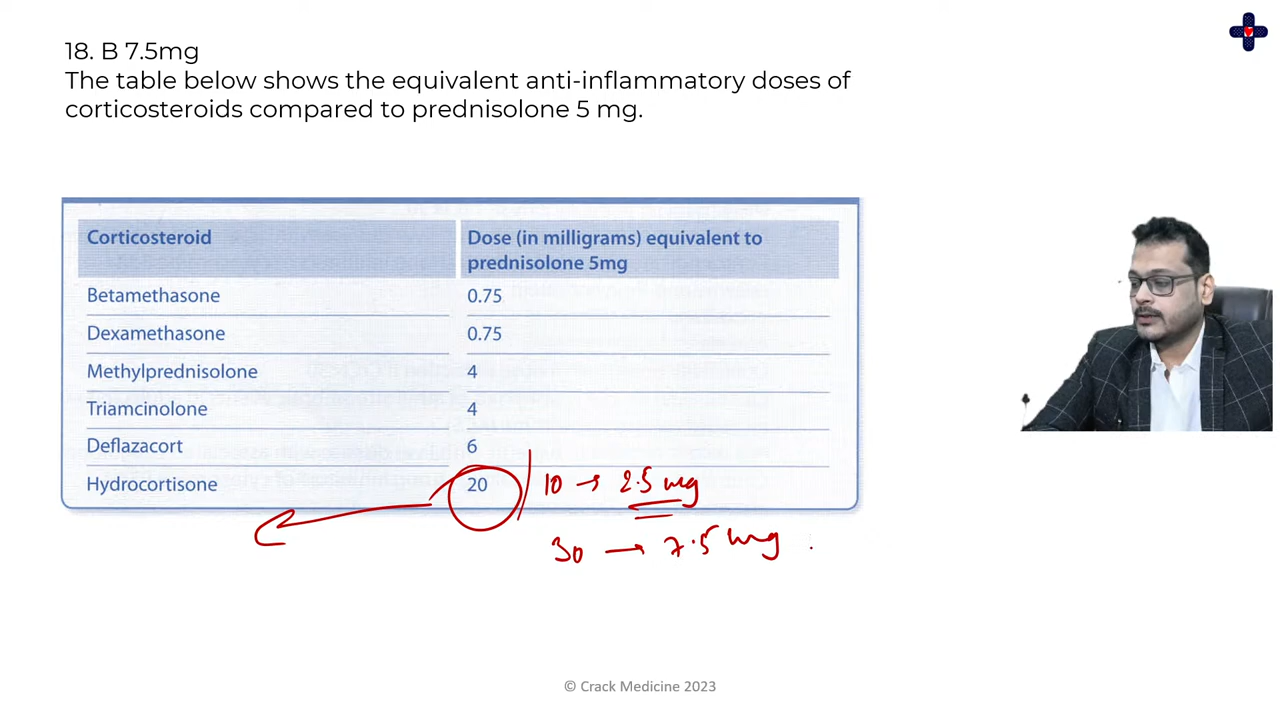 18. B 7.5mg
The table below shows the equivalent anti-inflammatory doses of
corticosteroids compared to prednisolone 5 mg.
Corticosteroid
Dose (in milligrams) equivalent to
prednisolone 5mg
Betamethasone 0.75
Dexamethasone 0.75
Methylprednisolone 4
Triamcinolone 4
Deflazacort 6
Hydrocortisone 20 10 → 2.5 mg
30 → 7.5 mg
© Crack Medicine 2023